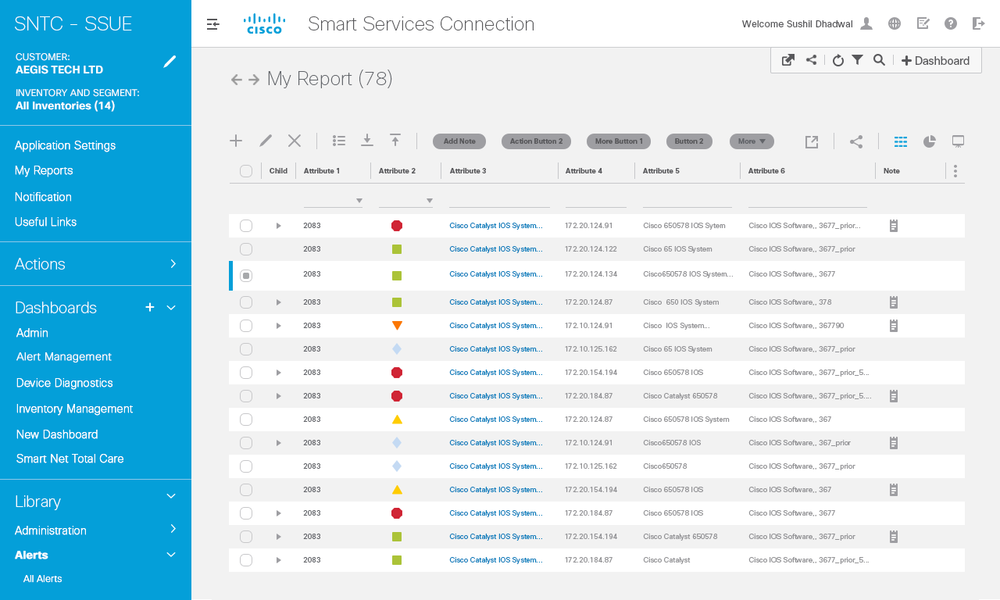 SNTC - SSUE
CUSTOMER:
AEGIS TECH LTD
INVENTORY AND SEGMENT:
All Inventories (14)
Application Settings
My Reports
Notification
Useful Links
Actions
Dashboards
Admin
Alert Management
Device Diagnostics
Inventory Management
New Dashboard
Smart Net Total Care
Library
Administration
Alerts
All Alerts
CISCO
Smart Services Connection
Welcome Sushil Dhadwal
Dashboard
My Report (78)
Add Note Action Button 2 More Button 1 Button 2 More
Child Attribute 1 Attribute 2 Attribute 3 Attribute 4 Attribute 5 Attribute 6 Note
2083 Cisco Catalyst IOS System... 172.20.124.91 Cisco 650578 IOS Sytem Cisco IOS Software,, 3677_prior...
2083 Cisco Catalyst IOS System... 172.20.124.122 Cisco 65 IOS System Cisco IOS Software,, 3677_prior
2083 Cisco Catalyst IOS System... 172.20.124.134 Cisco650578 IOS System... Cisco IOS Software,, 3677
2083 Cisco Catalyst IOS System... 172.20.124.87 Cisco 650 IOS System Cisco IOS Software,, 378
2083 Cisco Catalyst IOS System... 172.10.124.91 Cisco IOS System... Cisco IOS Software,, 367790
2083 Cisco Catalyst IOS System... 172.10.125.162 Cisco 65 IOS System Cisco IOS Software,, 3677_prior
2083 Cisco Catalyst IOS System... 172.20.154.194 Cisco 650578 IOS Cisco IOS Software,, 3677_prior_5...
2083 Cisco Catalyst IOS System... 172.20.184.87 Cisco Catalyst 650578 Cisco IOS Software,, 3677_prior_5....
2083 Cisco Catalyst IOS System... 172.20.124.87 Cisco 650578 IOS System Cisco IOS Software,, 367
2083 Cisco Catalyst IOS System... 172.10.124.91 Cisco650578 IOS Cisco IOS Software,, 367_prior
2083 Cisco Catalyst IOS System... 172.10.125.162 Cisco650578 Cisco IOS Software,, 3677_prior
2083 Cisco Catalyst IOS System... 172.20.154.194 Cisco 650578 IOS Cisco IOS Software,, 367
2083 Cisco Catalyst IOS System... 172.20.184.87 Cisco 650578 IOS Cisco IOS Software,, 3677
2083 Cisco Catalyst IOS System... 172.20.154.194 Cisco Catalyst 650578 Cisco IOS Software,, 3677_prior
2083 Cisco Catalyst IOS System... 172.20.184.87 Cisco Catalyst Cisco IOS Software,, 3677_prior_5...